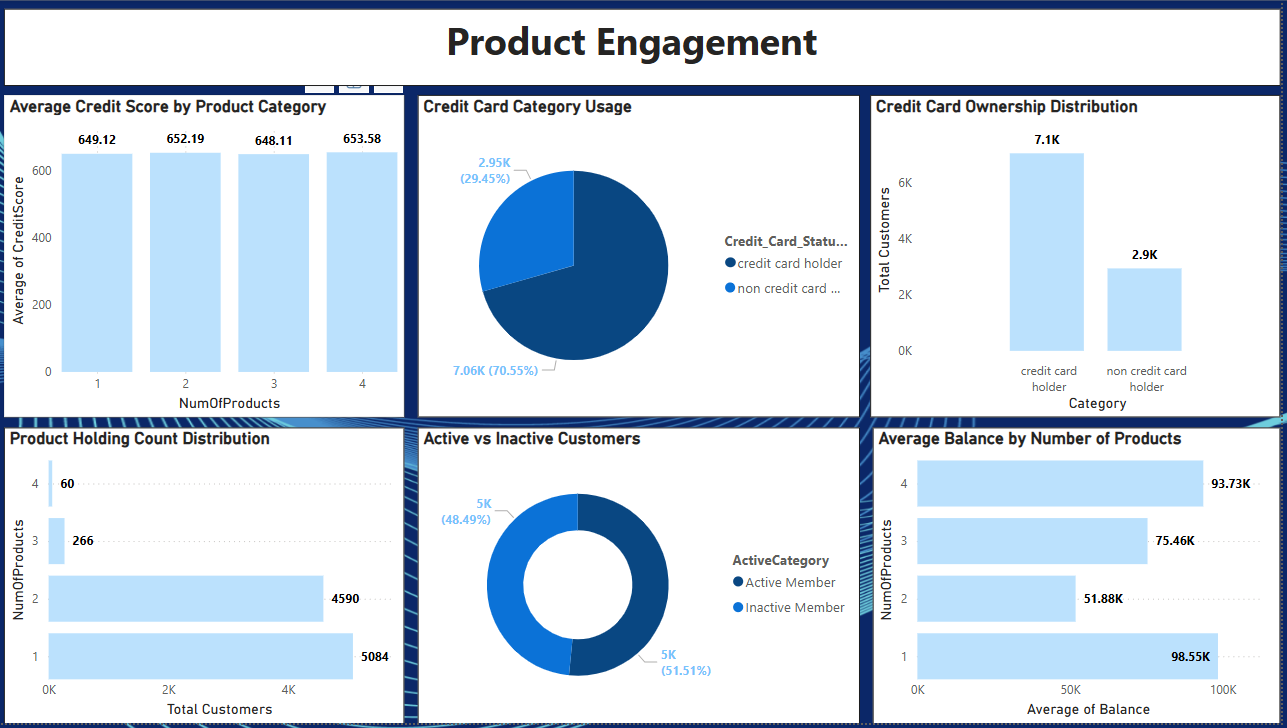 Product Engagement
Average Credit Score by Product Category
Average of CreditScore
600
400
200
0
649.12
652.19
648.11
653.58
1
2
3
4
NumOfProducts
Credit Card Category Usage
2.95K
(29.45%)
7.06K (70.55%)
Credit_Card_Statu...
credit card holder
non credit card ...
Credit Card Ownership Distribution
Total Customers
6K
4K
2K
0K
7.1K
2.9K
credit card
holder
non credit card
holder
Category
Product Holding Count Distribution
NumOfProducts
4
60
3
266
2
4590
1
5084
0K
2K
4K
Total Customers
Active vs Inactive Customers
5K
(48.49%)
5K
(51.51%)
ActiveCategory
Active Member
Inactive Member
Average Balance by Number of Products
NumOfProducts
4
93.73K
3
75.46K
2
51.88K
1
98.55K
0K
50K
100K
Average of Balance